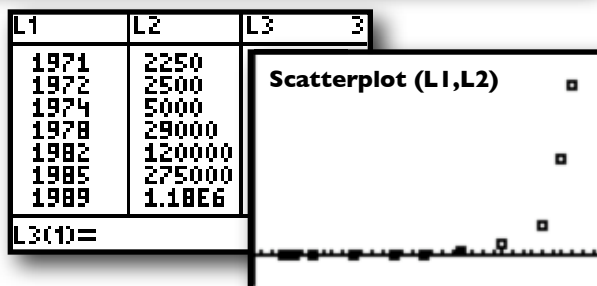 L1 L2 L3 3
1971 2250
1972 2500
1974 5000
1978 29000
1982 120000
1985 275000
1989 1.18E6
L3(1)=
Scatterplot (L1,L2)